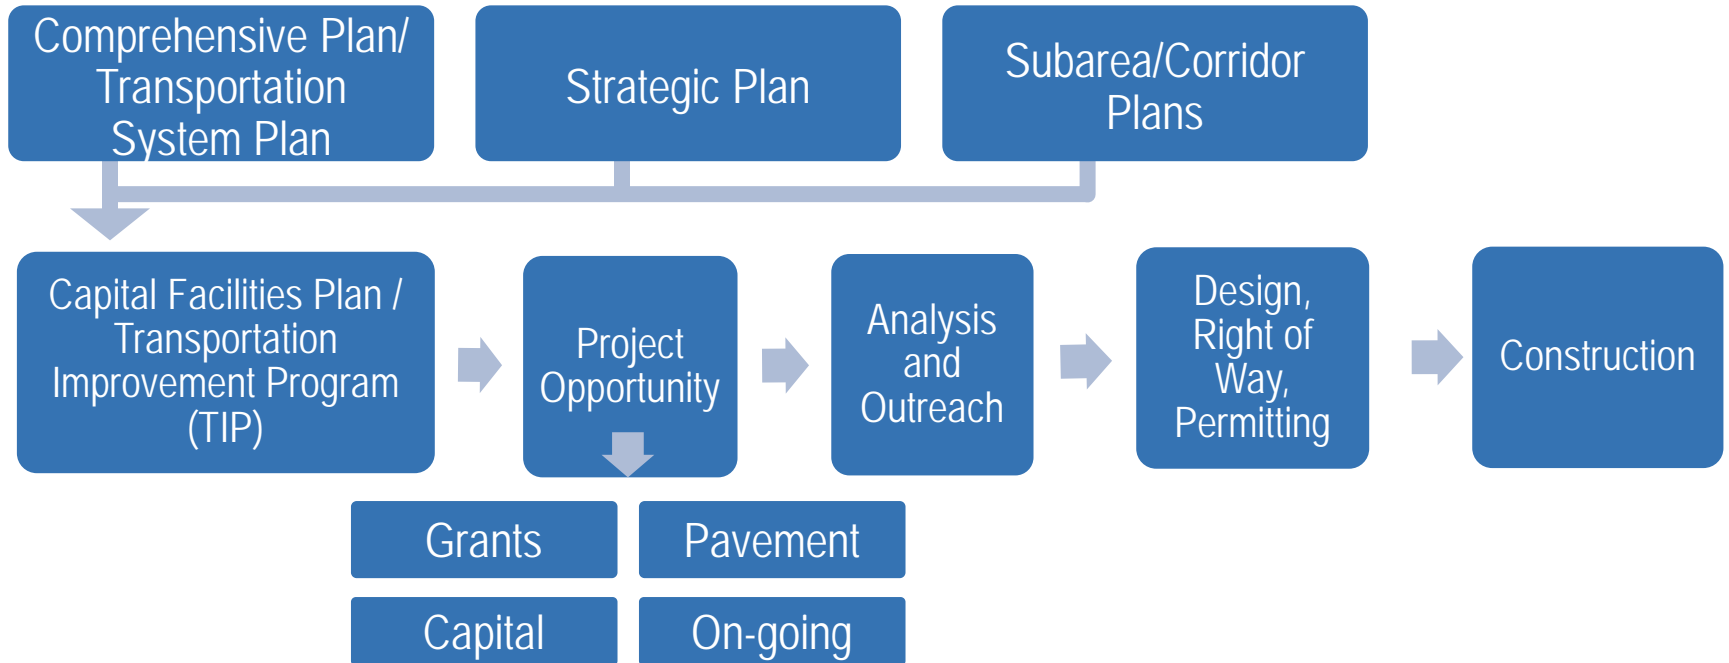 Comprehensive Plan/
Transportation
System Plan
Strategic Plan
Subarea/Corridor
Plans
Capital Facilities Plan /
Transportation
Improvement Program
(TIP)
Project
Opportunity
Analysis
and
Outreach
Design,
Right of
Way,
Permitting
Construction
Grants
Pavement
Capital
On-going